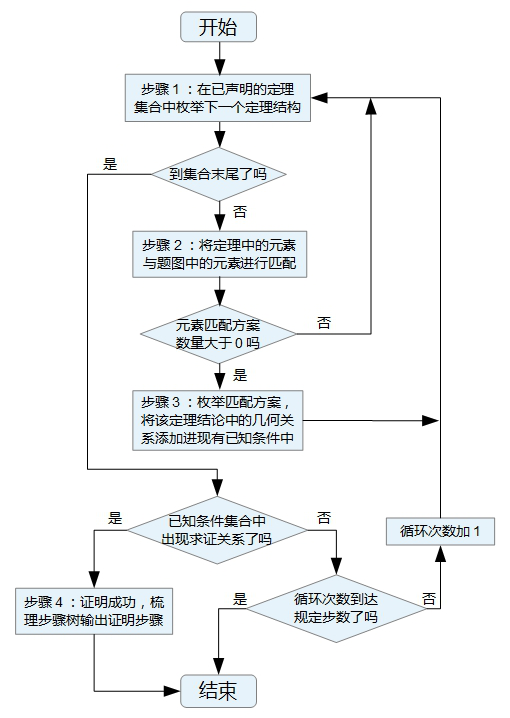 开始
步骤 1 ：在已声明的定理
集合中枚举下一个定理结构
是
到集合末尾了吗
否
步骤 2 ：将定理中的元素
与题图中的元素进行匹配
元素匹配方案
数量大于 0 吗
否
是
步骤 3 ：枚举匹配方案，
将该定理结论中的几何关
系添加进现有已知条件中
是
已知条件集合中
出现求证关系了吗
否
循环次数加 1
步骤 4 ：证明成功，梳
理步骤树输出证明步骤
是
循环次数到达
规定步数了吗
否
结束